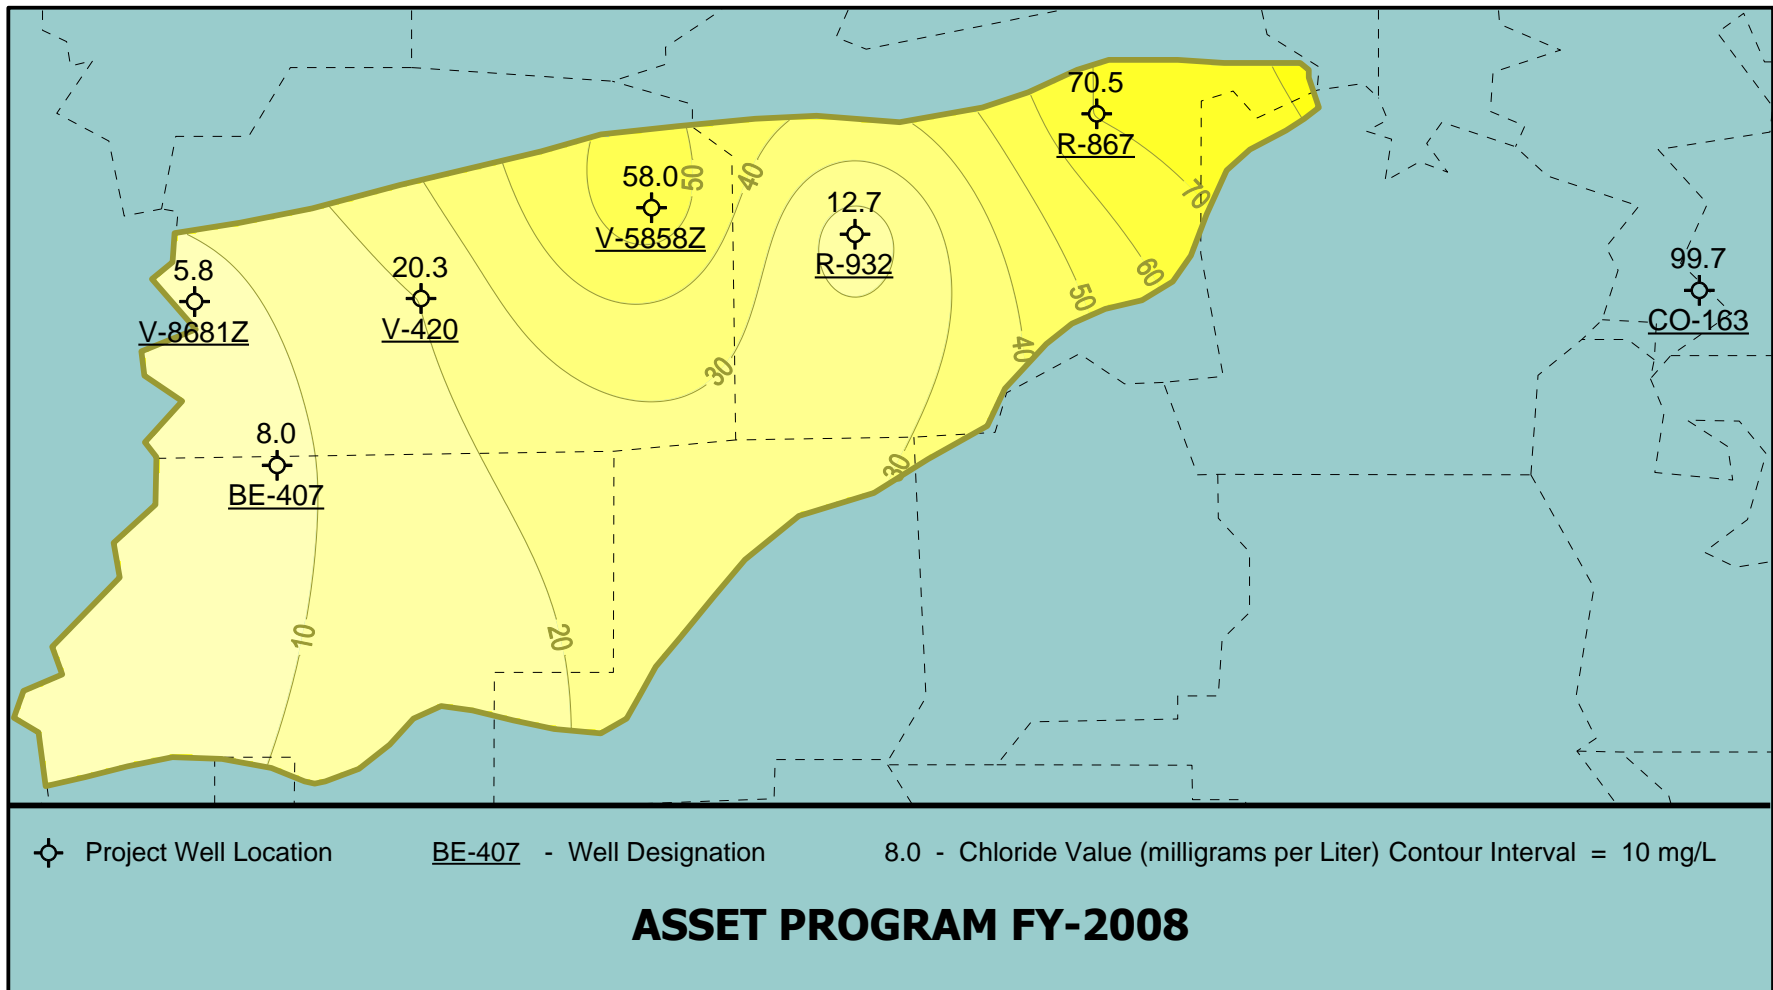 70.5
R-867
58.0
V-5858Z
50
40
12.7
R-932
70
5.8
V-8681Z
20.3
V-420
60
50
99.7
CO-163
30
40
8.0
BE-407
30
10
20
Project Well Location
BE-407 - Well Designation
8.0 - Chloride Value (milligrams per Liter) Contour Interval = 10 mg/L
ASSET PROGRAM FY-2008